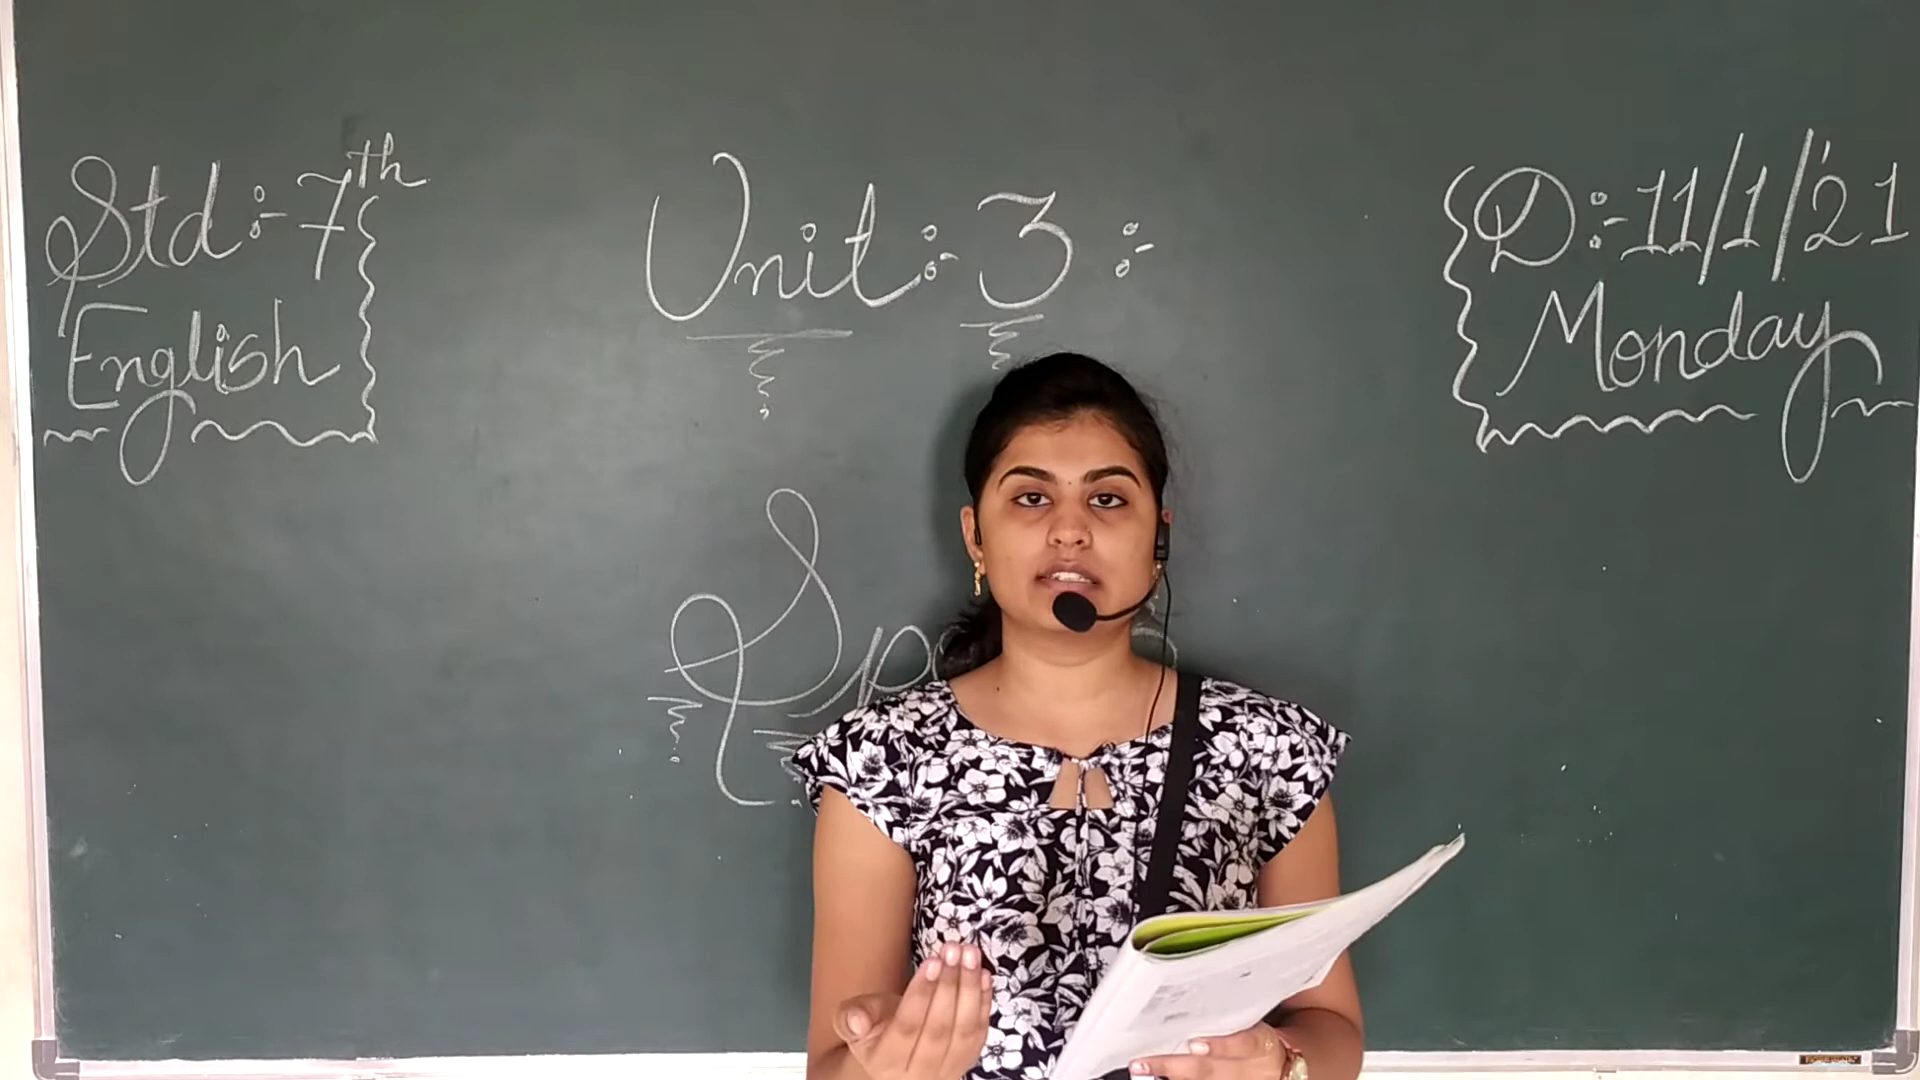 Std:- 7th
English
Unit:- 3:-
D:- 11/1/'21
Monday